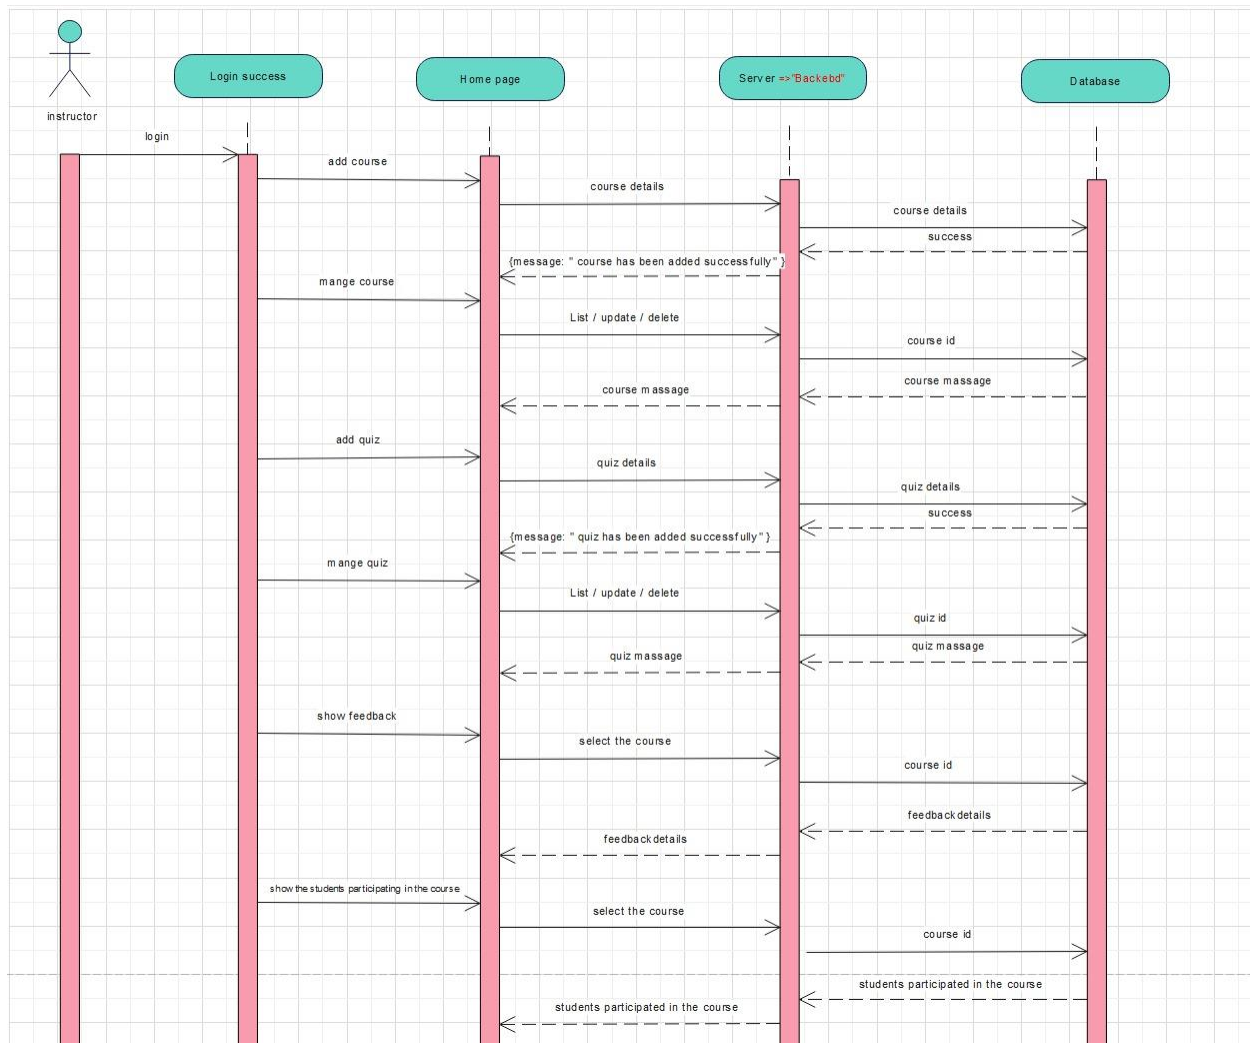 Login success
Home page
Server =>"Backebd"
Database
instructor
login
add course
course details
course details
success
{message: " course has been added successfully" }
mange course
List / update / delete
course id
course massage
course massage
add quiz
quiz details
quiz details
success
{message: " quiz has been added successfully" }
mange quiz
List / update / delete
quiz id
quiz massage
quiz massage
show feedback
select the course
course id
feedback details
feedback details
show the students participating in the course
select the course
course id
students participated in the course
students participated in the course